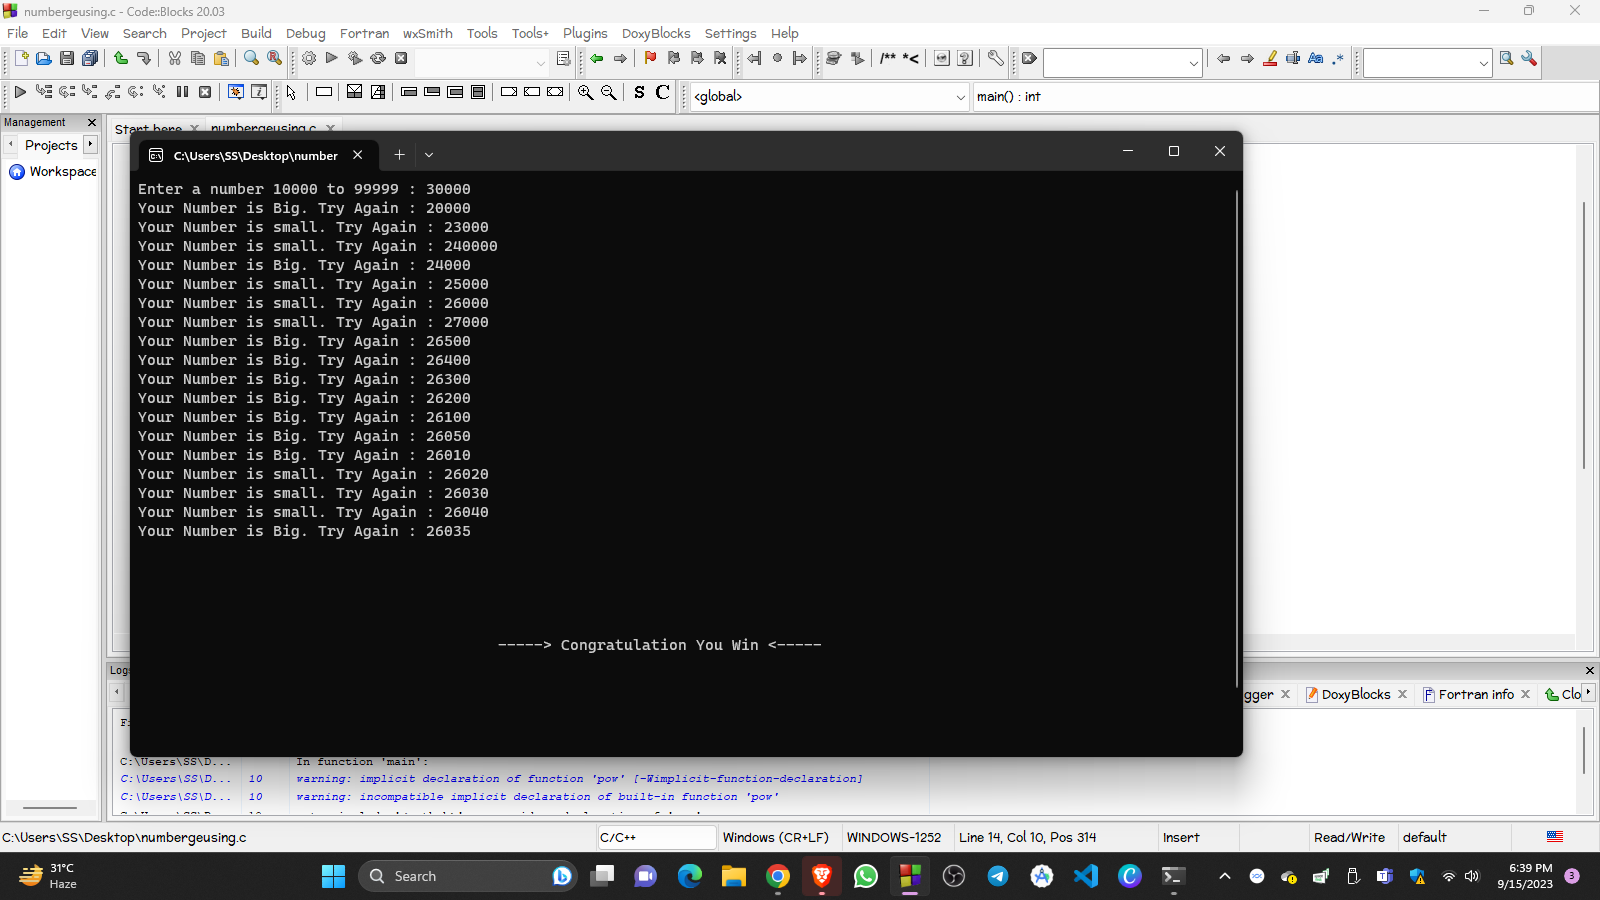 numbergeusing.c - Code::Blocks 20.03
File Edit View Search Project Build Debug Fortran wxSmith Tools Tools+ Plugins DoxyBlocks Settings Help
/** *<
S C
<global>
main() : int
Management
Start here numbergeusing.c
Projects
Workspace
C:\Users\SS\Desktop\number
Enter a number 10000 to 99999 : 30000
Your Number is Big. Try Again : 20000
Your Number is small. Try Again : 23000
Your Number is small. Try Again : 240000
Your Number is Big. Try Again : 24000
Your Number is small. Try Again : 25000
Your Number is small. Try Again : 26000
Your Number is small. Try Again : 27000
Your Number is Big. Try Again : 26500
Your Number is Big. Try Again : 26400
Your Number is Big. Try Again : 26300
Your Number is Big. Try Again : 26200
Your Number is Big. Try Again : 26100
Your Number is Big. Try Again : 26050
Your Number is Big. Try Again : 26010
Your Number is small. Try Again : 26020
Your Number is small. Try Again : 26030
Your Number is small. Try Again : 26040
Your Number is Big. Try Again : 26035
-----> Congratulation You Win <-----
Logs
gger DoxyBlocks Fortran info Clo
C:\Users\SS\D... In function 'main':
C:\Users\SS\D... 10 warning: implicit declaration of function 'pow' [-Wimplicit-function-declaration]
C:\Users\SS\D... 10 warning: incompatible implicit declaration of built-in function 'pow'
C:\Users\SS\Desktop\numbergeusing.c C/C++ Windows (CR+LF) WINDOWS-1252 Line 14, Col 10, Pos 314 Insert Read/Write default
31°C
Haze
Search
6:39 PM
9/15/2023
3